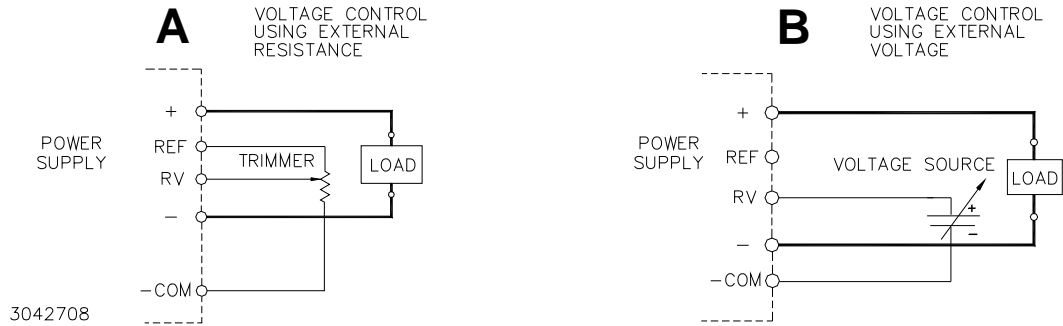 A
VOLTAGE CONTROL
USING EXTERNAL
RESISTANCE
POWER
SUPPLY
+
REF
TRIMMER
RV
LOAD
-
-COM
3042708
B
VOLTAGE CONTROL
USING EXTERNAL
VOLTAGE
POWER
SUPPLY
+
REF
VOLTAGE SOURCE
LOAD
RV
+
-
-
-COM